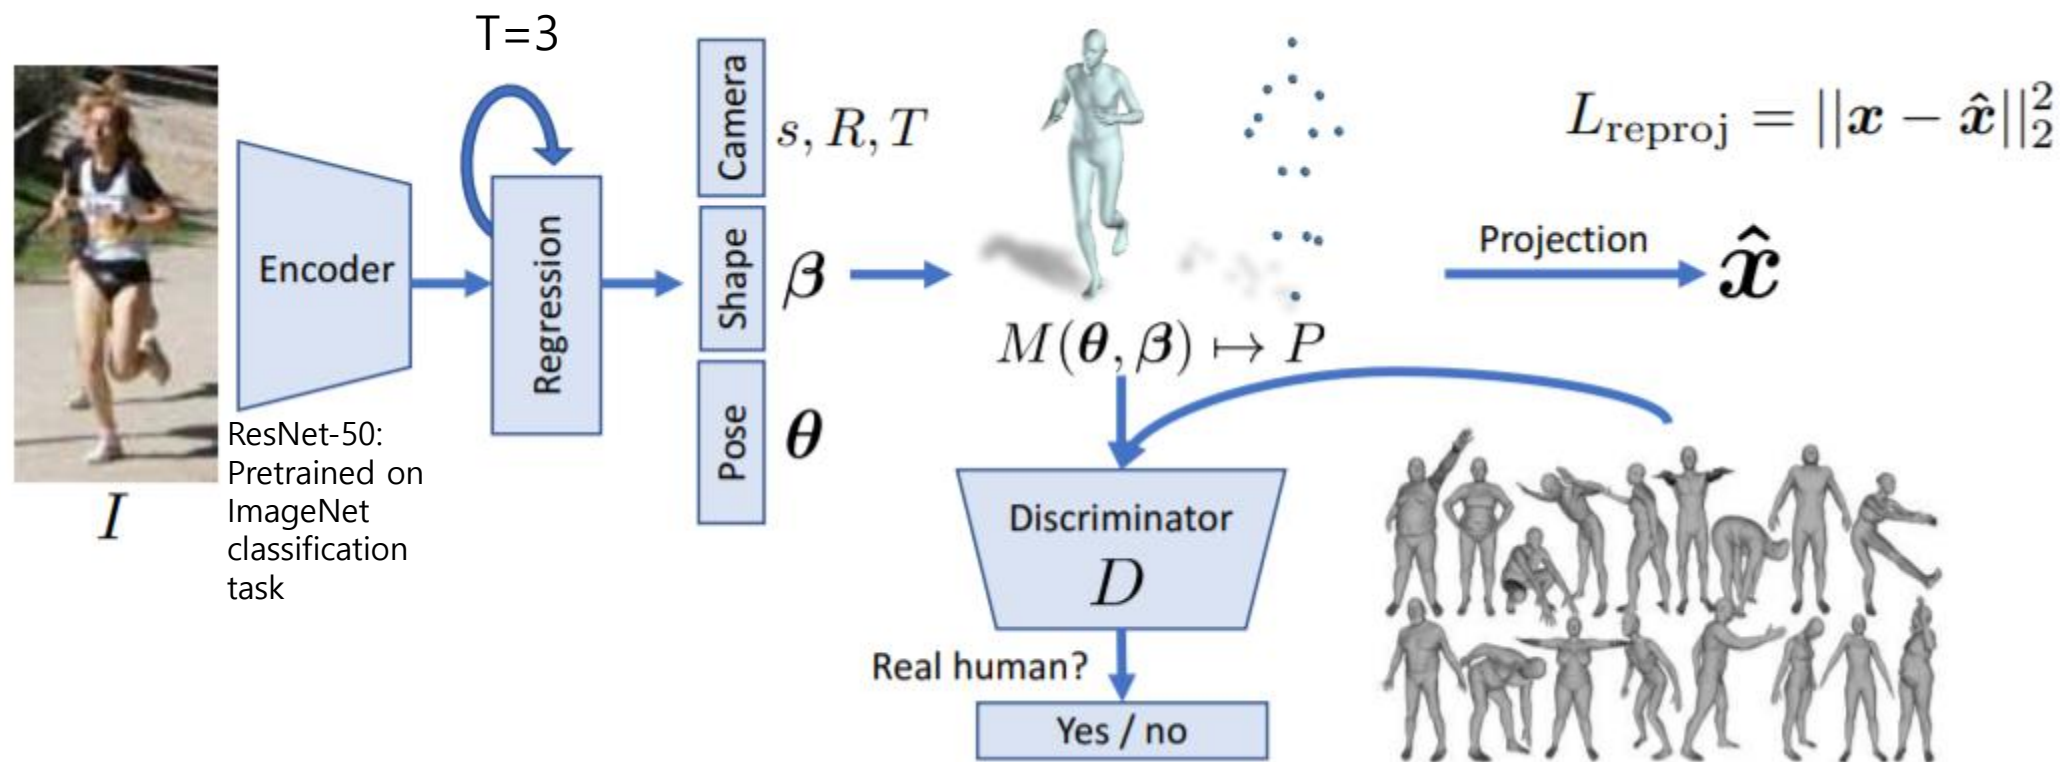 T=3
I
Encoder
ResNet-50:
Pretrained on
ImageNet
classification
task
Regression
Camera
s, R, T
Shape
β
Pose
θ
M(θ, β) ↦ P
L_reproj = ||x − x̂||₂²
Projection
x̂
Discriminator
D
Real human?
Yes / no